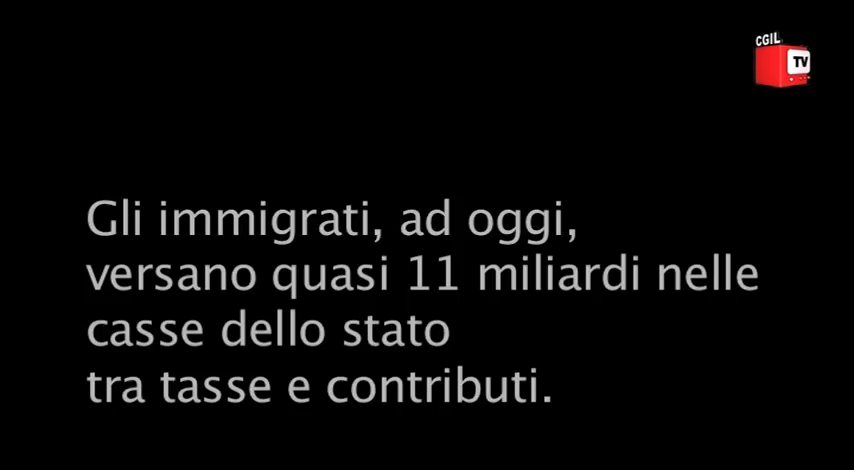 CGIL
TV
Gli immigrati, ad oggi,
versano quasi 11 miliardi nelle
casse dello stato
tra tasse e contributi.